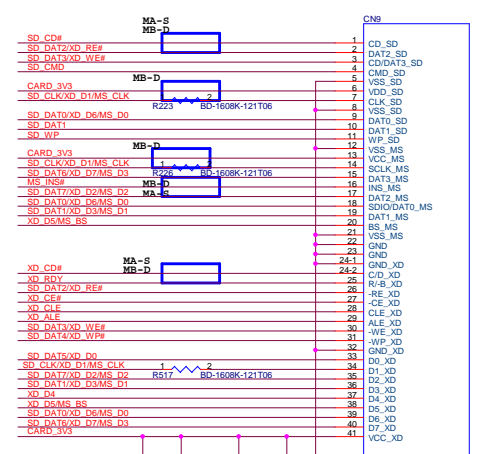 CN9
MA-S
MB-D
SD_CD# 1 CD_SD
SD_DAT2/XD_RE# 2 DAT2_SD
SD_DAT3/XD_WE# 3 CD/DAT3_SD
SD_CMD 4 CMD_SD
5 VSS_SD
MB-D
CARD_3V3 6 VDD_SD
SD_CLK/XD_D1/MS_CLK 1 2 7 CLK_SD
R223 BD-1608K-121T06
8 VSS_SD
SD_DAT0/XD_D6/MS_D0 9 DAT0_SD
SD_DAT1 10 DAT1_SD
SD_WP 11 WP_SD
MB-D
12 VSS_MS
CARD_3V3 13 VCC_MS
SD_CLK/XD_D1/MS_CLK 1 2 14 SCLK_MS
SD_DAT6/XD_D7/MS_D3 15 DAT3_MS
R226 BD-1608K-121T06
MS_INS# 16 INS_MS
MB-D
SD_DAT7/XD_D2/MS_D2 17 DAT2_MS
MA-S
SD_DAT0/XD_D6/MS_D0 18 SDIO/DAT0_MS
SD_DAT1/XD_D3/MS_D1 19 DAT1_MS
XD_D5/MS_BS 20 BS_MS
21 VSS_MS
22 GND
23 GND
MA-S
24-1 GND_XD
MB-D
XD_CD# 24-2 C/D_XD
XD_RDY 25 R/-B_XD
SD_DAT2/XD_RE# 26 -RE_XD
XD_CE# 27 -CE_XD
XD_CLE 28 CLE_XD
XD_ALE 29 ALE_XD
SD_DAT3/XD_WE# 30 -WE_XD
SD_DAT4/XD_WP# 31 -WP_XD
32 GND_XD
SD_DAT5/XD_D0 33 D0_XD
SD_CLK/XD_D1/MS_CLK 1 2 34 D1_XD
SD_DAT7/XD_D2/MS_D2 35 D2_XD
R517 BD-1608K-121T06
SD_DAT1/XD_D3/MS_D1 36 D3_XD
XD_D4 37 D4_XD
XD_D5/MS_BS 38 D5_XD
SD_DAT0/XD_D6/MS_D0 39 D6_XD
SD_DAT6/XD_D7/MS_D3 40 D7_XD
CARD_3V3 41 VCC_XD